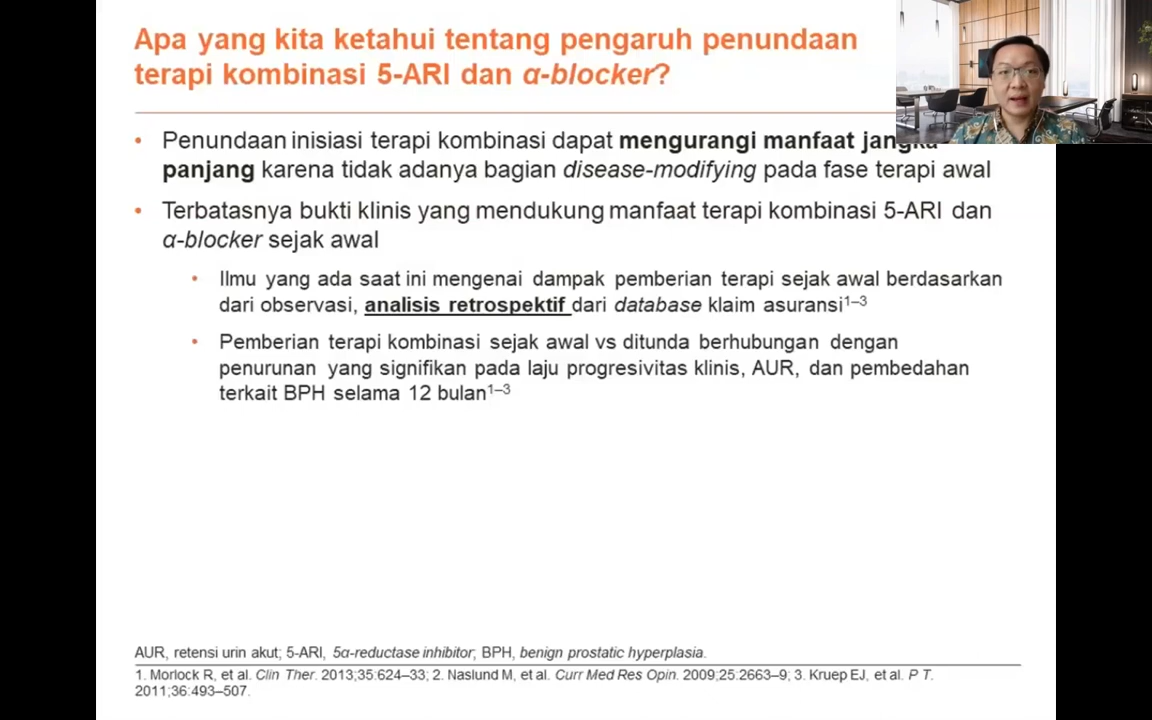 Apa yang kita ketahui tentang pengaruh penundaan
terapi kombinasi 5-ARI dan α-blocker?
• Penundaan inisiasi terapi kombinasi dapat mengurangi manfaat jangka
panjang karena tidak adanya bagian disease-modifying pada fase terapi awal
• Terbatasnya bukti klinis yang mendukung manfaat terapi kombinasi 5-ARI dan
α-blocker sejak awal
• Ilmu yang ada saat ini mengenai dampak pemberian terapi sejak awal berdasarkan
dari observasi, analisis retrospektif dari database klaim asuransi¹⁻³
• Pemberian terapi kombinasi sejak awal vs ditunda berhubungan dengan
penurunan yang signifikan pada laju progresivitas klinis, AUR, dan pembedahan
terkait BPH selama 12 bulan¹⁻³
AUR, retensi urin akut; 5-ARI, 5α-reductase inhibitor; BPH, benign prostatic hyperplasia.
1. Morlock R, et al. Clin Ther. 2013;35:624–33; 2. Naslund M, et al. Curr Med Res Opin. 2009;25:2663–9; 3. Kruep EJ, et al. P T.
2011;36:493–507.